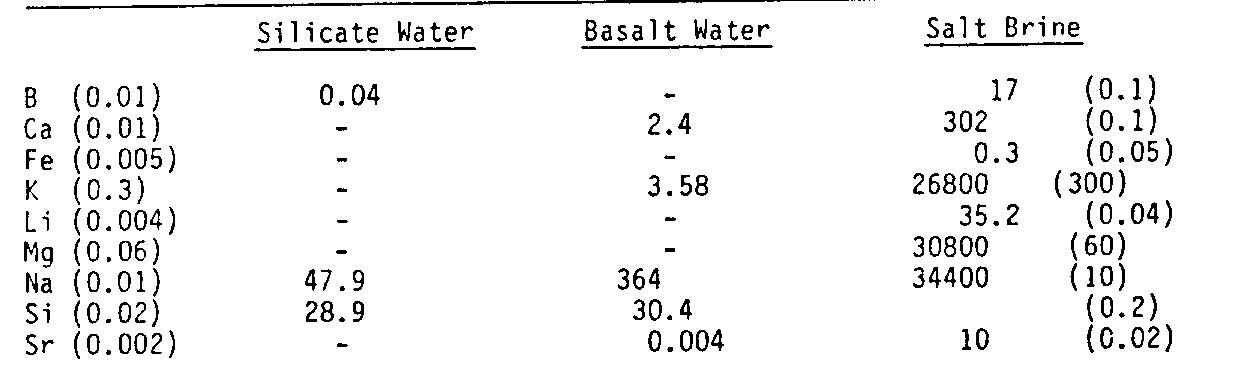 Silicate Water Basalt Water Salt Brine
B (0.01) 0.04 - 17 (0.1)
Ca (0.01) - 2.4 302 (0.1)
Fe (0.005) - - 0.3 (0.05)
K (0.3) - 3.58 26800 (300)
Li (0.004) - - 35.2 (0.04)
Mg (0.06) - - 30800 (60)
Na (0.01) 47.9 364 34400 (10)
Si (0.02) 28.9 30.4 (0.2)
Sr (0.002) - 0.004 10 (0.02)